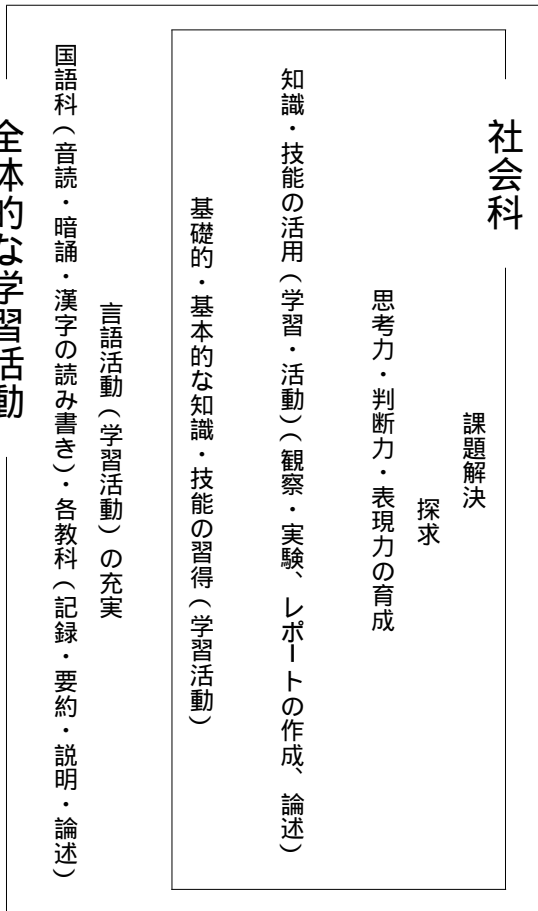 社会科
課題解決
探求
思考力・判断力・表現力の育成
知識・技能の活用（学習・活動）（観察・実験、レポートの作成、論述）
基礎的・基本的な知識・技能の習得（学習活動）
言語活動（学習活動）の充実
国語科（音読・暗誦・漢字の読み書き）・各教科（記録・要約・説明・論述）
全体的な学習活動